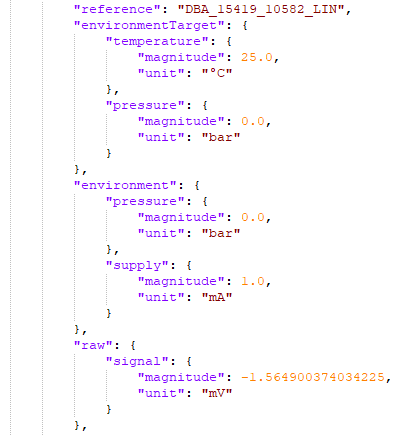 "reference": "DBA_15419_10582_LIN",
"environmentTarget": {
"temperature": {
"magnitude": 25.0,
"unit": "°C"
},
"pressure": {
"magnitude": 0.0,
"unit": "bar"
}
},
"environment": {
"pressure": {
"magnitude": 0.0,
"unit": "bar"
},
"supply": {
"magnitude": 1.0,
"unit": "mA"
}
},
"raw": {
"signal": {
"magnitude": -1.564900374034225,
"unit": "mV"
}
},